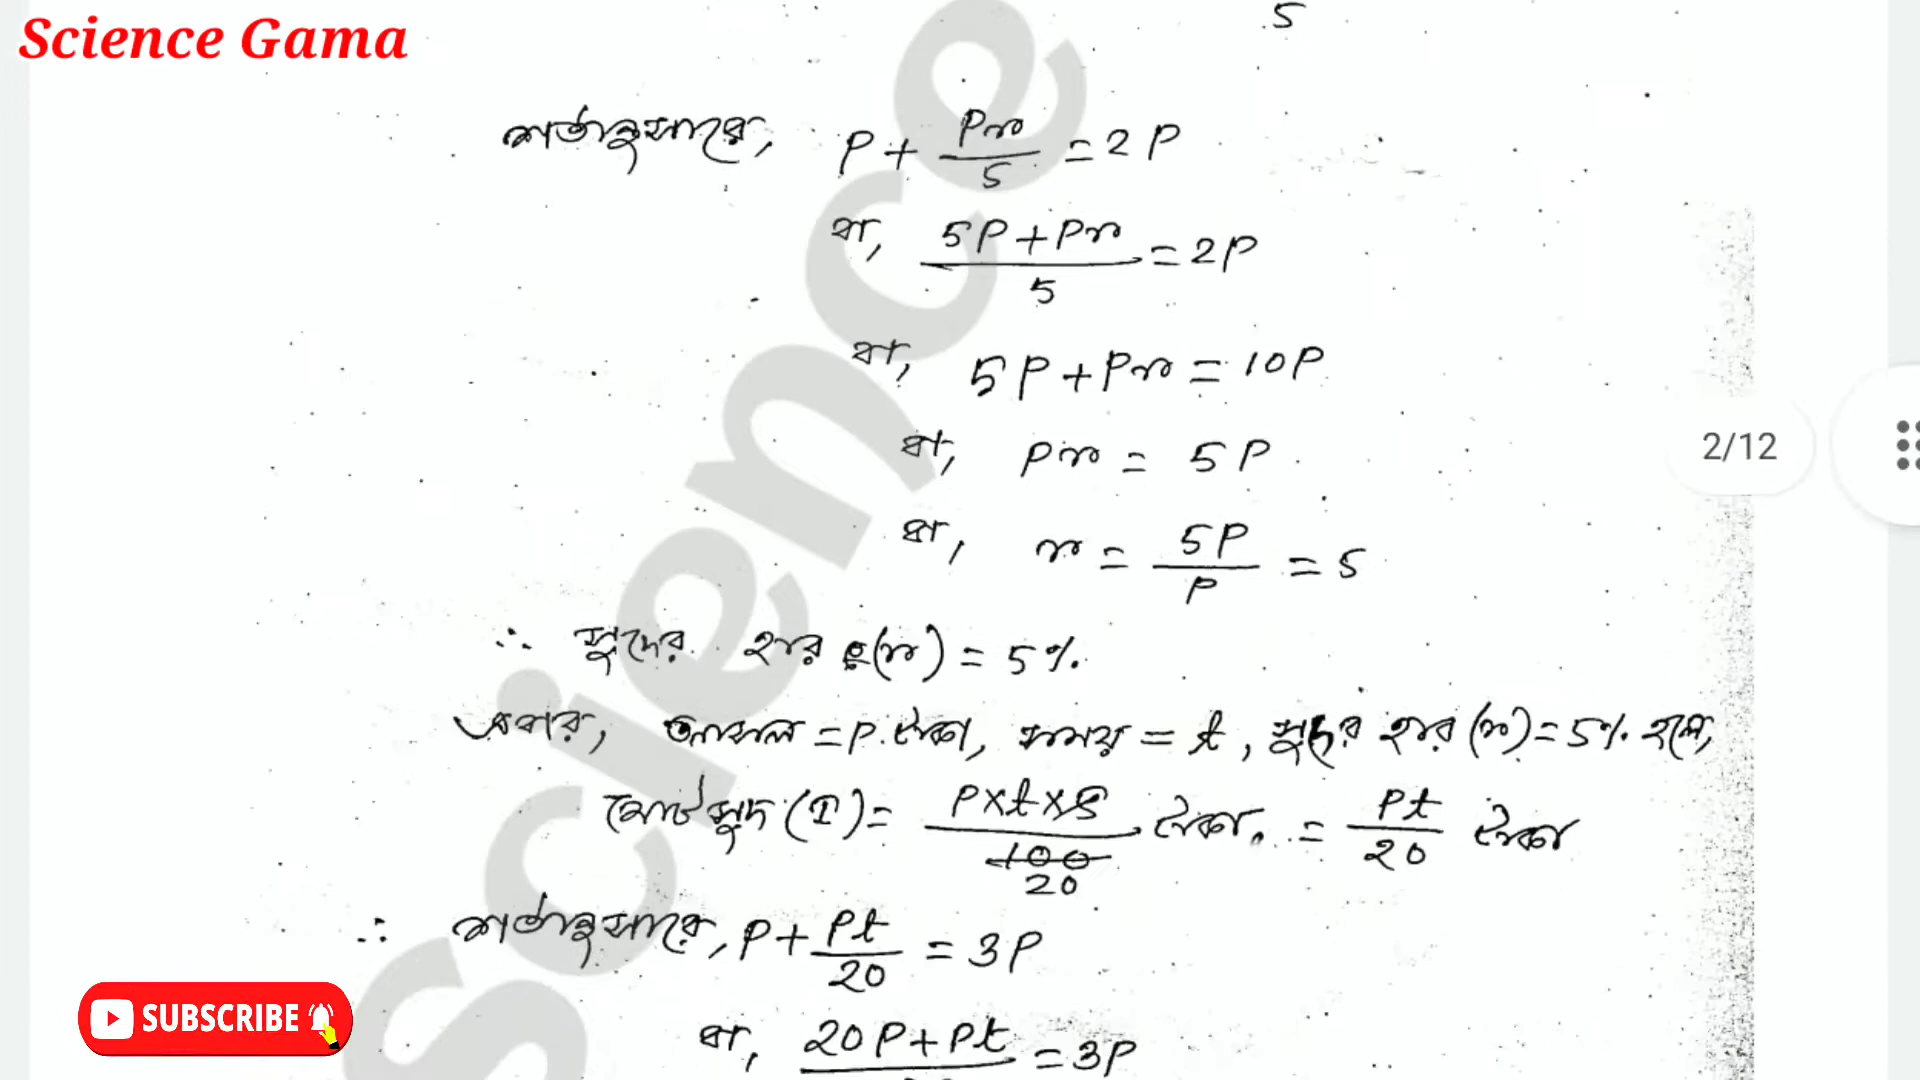 Science Gama
5
শর্তানুসারে, P + Pr/5 = 2P
বা, 5P + Pr/5 = 2P
বা, 5P + Pr = 10P
বা, Pr = 5P
বা, r = 5P/P = 5
∴ সুদের হার (r) = 5%.
এবার, আসল = P টাকা, সময় = t, সুদের হার (r) = 5% হলে,
মোট সুদ (I) = P×t×5/100 20 টাকা. = Pt/20 টাকা
∴ শর্তানুসারে, P + Pt/20 = 3P
বা, 20P + Pt = 3P
2/12
SUBSCRIBE
Science